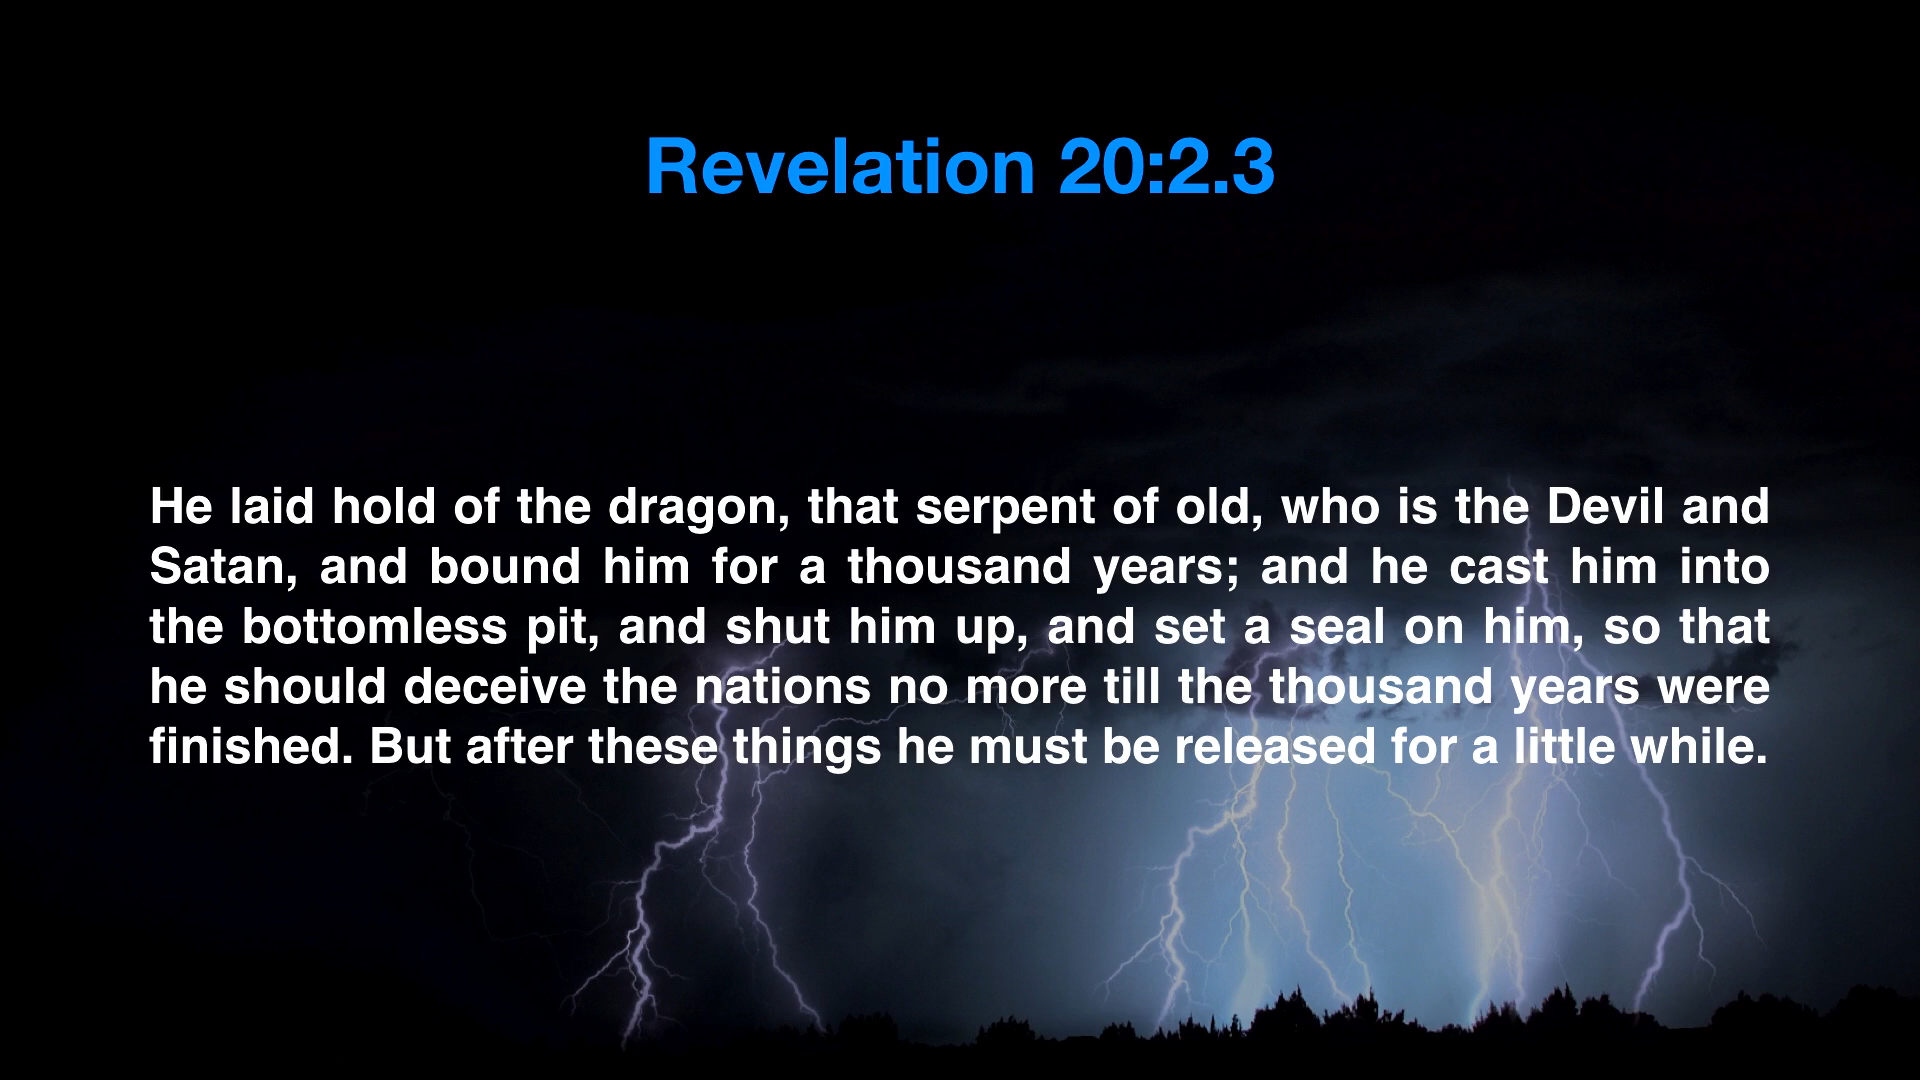 Revelation 20:2.3
He laid hold of the dragon, that serpent of old, who is the Devil and
Satan, and bound him for a thousand years; and he cast him into
the bottomless pit, and shut him up, and set a seal on him, so that
he should deceive the nations no more till the thousand years were
finished. But after these things he must be released for a little while.